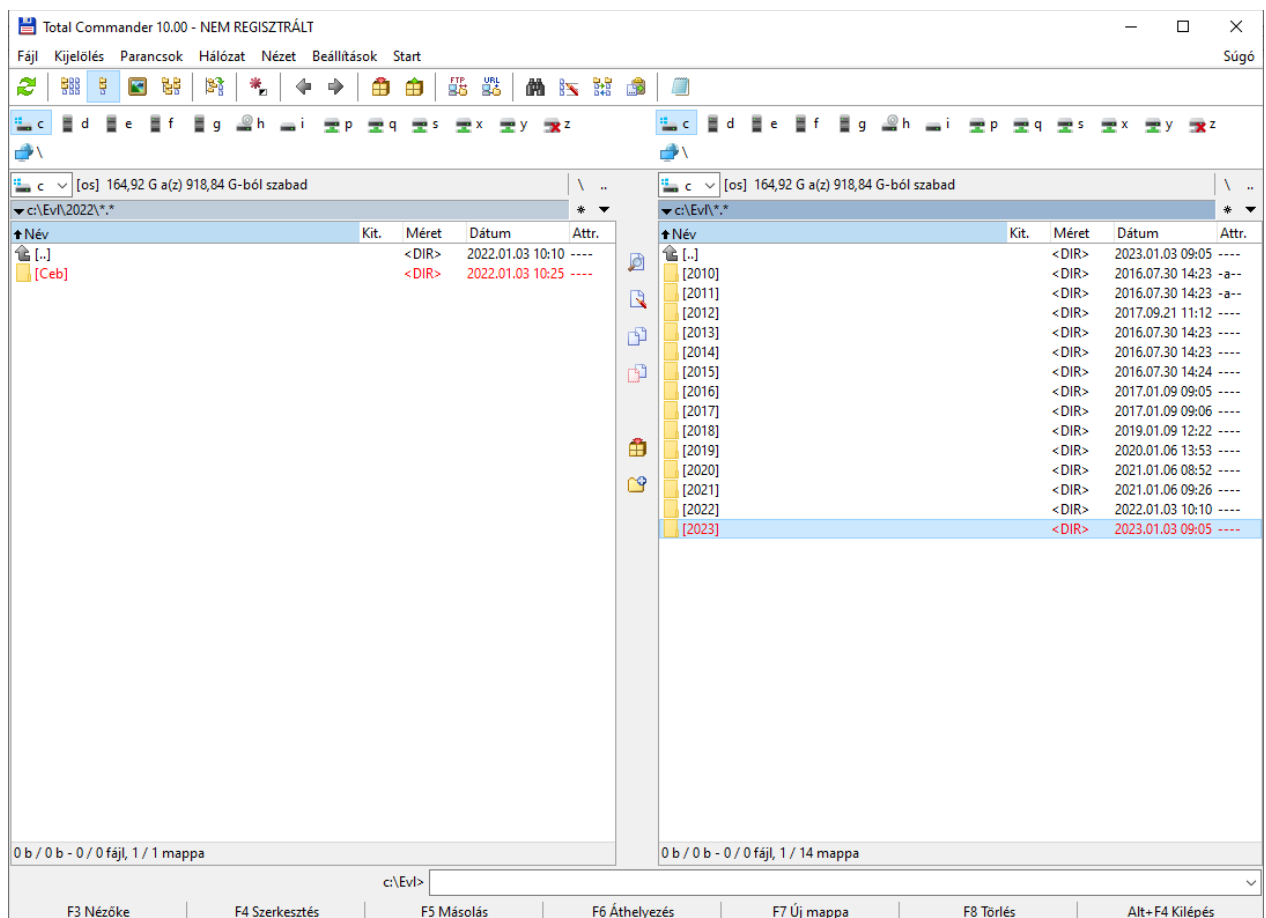 Total Commander 10.00 - NEM REGISZTRÁLT
Fájl Kijelölés Parancsok Hálózat Nézet Beállítások Start Súgó
FTP URL
c d e f g h i p q s x y z c d e f g h i p q s x y z
\ \
c [os] 164,92 G a(z) 918,84 G-ból szabad \ .. c [os] 164,92 G a(z) 918,84 G-ból szabad \ ..
c:\Evl\2022\*.* * c:\Evl\*.* *
Név Kit. Méret Dátum Attr. Név Kit. Méret Dátum Attr.
[..] <DIR> 2022.01.03 10:10 ---- [..] <DIR> 2023.01.03 09:05 ----
[Ceb] <DIR> 2022.01.03 10:25 ---- [2010] <DIR> 2016.07.30 14:23 -a--
[2011] <DIR> 2016.07.30 14:23 -a--
[2012] <DIR> 2017.09.21 11:12 ----
[2013] <DIR> 2016.07.30 14:23 ----
[2014] <DIR> 2016.07.30 14:23 ----
[2015] <DIR> 2016.07.30 14:24 ----
[2016] <DIR> 2017.01.09 09:05 ----
[2017] <DIR> 2017.01.09 09:06 ----
[2018] <DIR> 2019.01.09 12:22 ----
[2019] <DIR> 2020.01.06 13:53 ----
[2020] <DIR> 2021.01.06 08:52 ----
[2021] <DIR> 2021.01.06 09:26 ----
[2022] <DIR> 2022.01.03 10:10 ----
[2023] <DIR> 2023.01.03 09:05 ----
0 b / 0 b - 0 / 0 fájl, 1 / 1 mappa 0 b / 0 b - 0 / 0 fájl, 1 / 14 mappa
c:\Evl>
F3 Nézőke F4 Szerkesztés F5 Másolás F6 Áthelyezés F7 Új mappa F8 Törlés Alt+F4 Kilépés